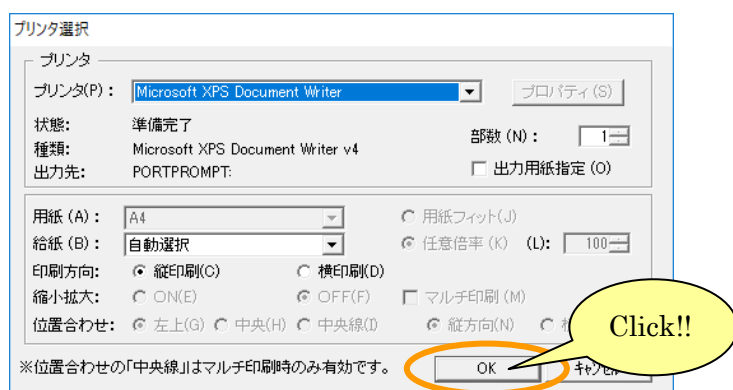 プリンタ選択
プリンタ
プリンタ(P)： Microsoft XPS Document Writer プロパティ(S)
状態： 準備完了 部数(N)： 1
種類： Microsoft XPS Document Writer v4
出力先： PORTPROMPT: 出力用紙指定(O)
用紙(A)： A4 用紙フィット(J)
給紙(B)： 自動選択 任意倍率(K) (L): 100
印刷方向： 縦印刷(C) 横印刷(D)
縮小拡大： ON(E) OFF(F) マルチ印刷(M)
位置合わせ： 左上(G) 中央(H) 中央線(I) 縦方向(N)
Click!!
※位置合わせの「中央線」はマルチ印刷時のみ有効です。 OK キャンセル